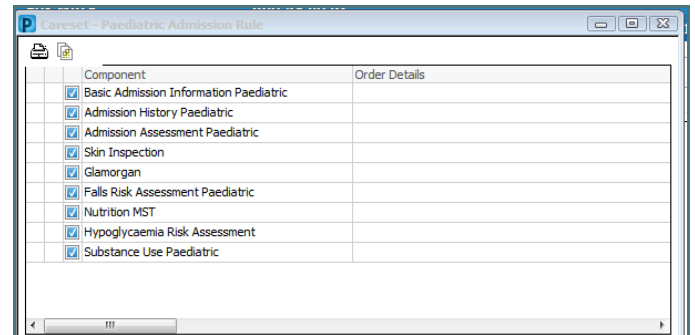 P Careset - Paediatric Admission Rule
Component Order Details
Basic Admission Information Paediatric
Admission History Paediatric
Admission Assessment Paediatric
Skin Inspection
Glamorgan
Falls Risk Assessment Paediatric
Nutrition MST
Hypoglycaemia Risk Assessment
Substance Use Paediatric